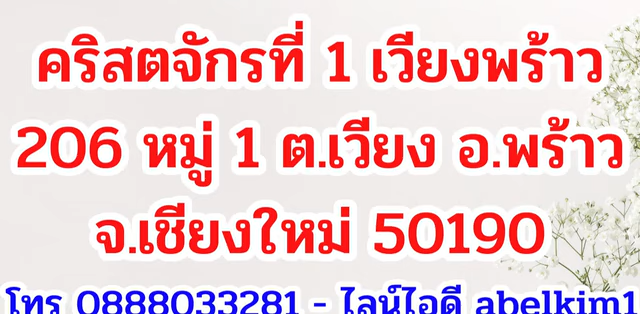 คริสตจักรที่ 1 เวียงพร้าว
206 หมู่ 1 ต.เวียง อ.พร้าว
จ.เชียงใหม่ 50190
โทร 0888033281 - ไลน์ไอดี abelkim1